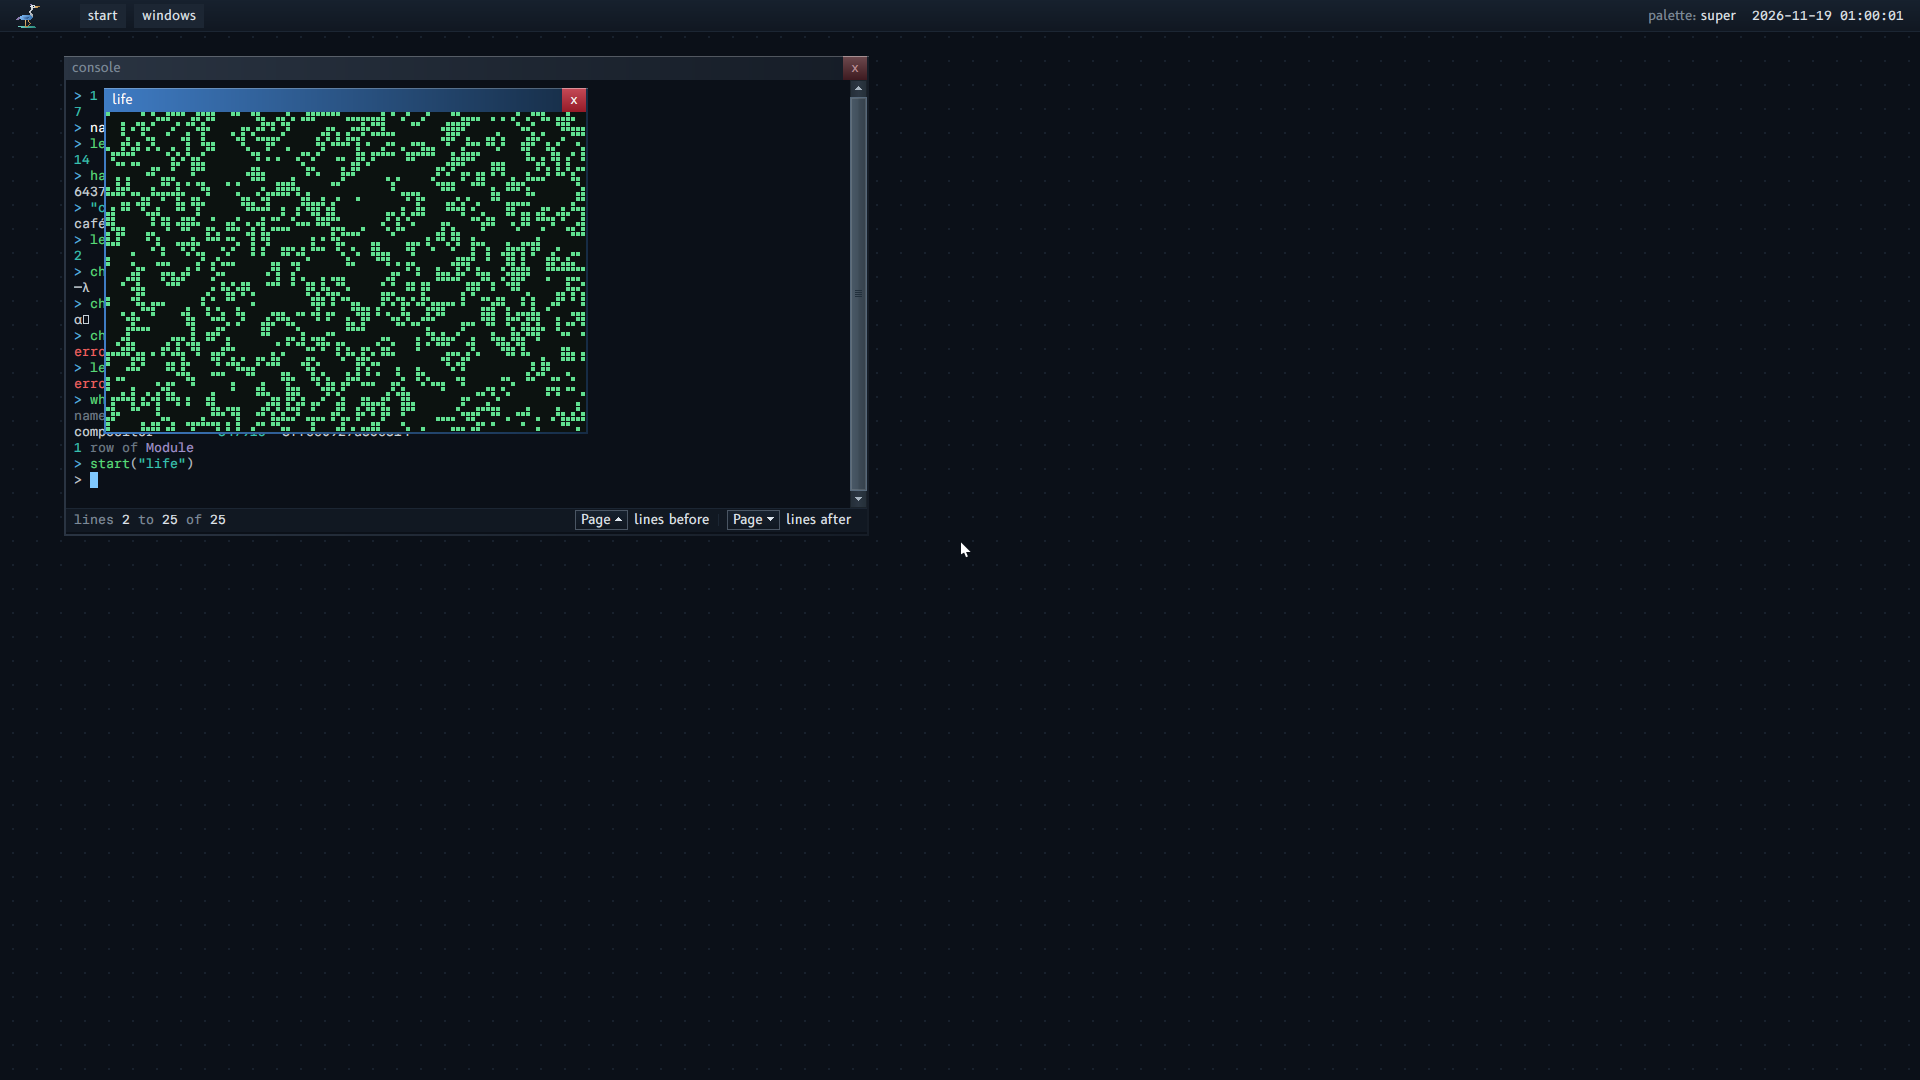 start windows palette: super 2026-11-19 01:00:01
console x
life x
> 1
7
> na
> le
14
> ha
6437
> "c
café
> le
2
> ch
—λ
> ch
α
> ch
erro
> le
erro
> wh
name
1 row of Module
> start("life")
>
lines 2 to 25 of 25 Page lines before Page lines after